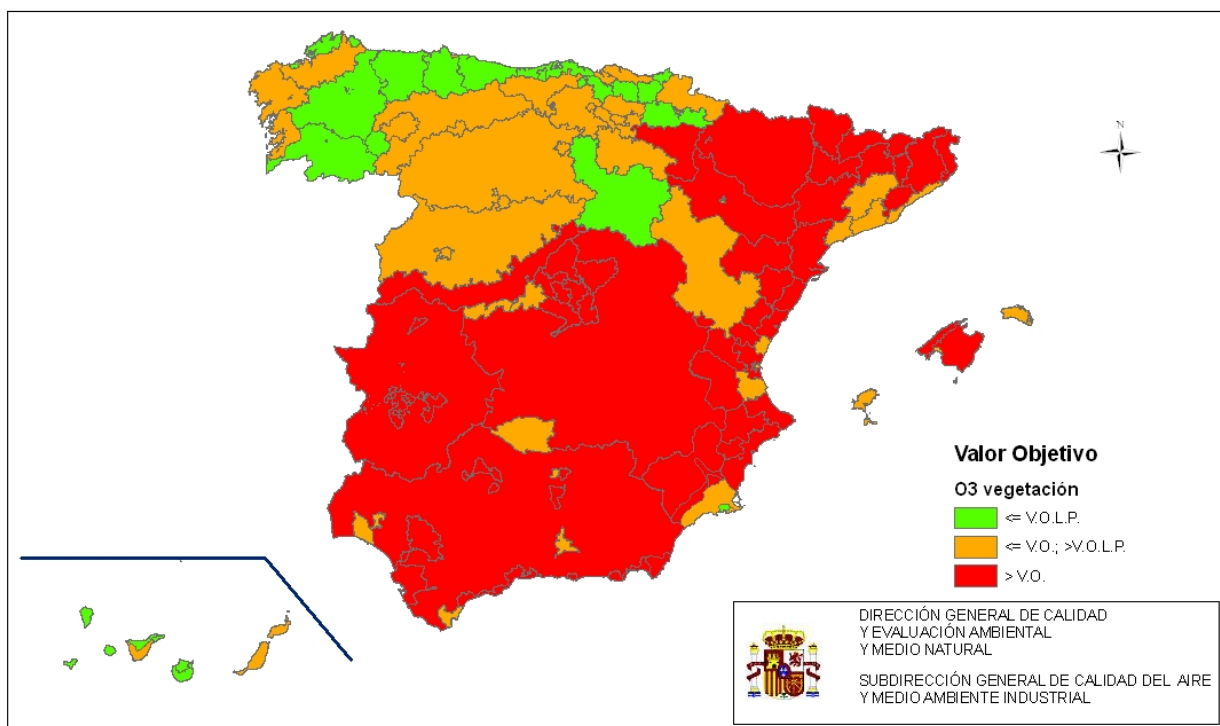 N
Valor Objetivo
O3 vegetación
<= V.O.L.P.
<= V.O.; >V.O.L.P.
> V.O.
DIRECCIÓN GENERAL DE CALIDAD
Y EVALUACIÓN AMBIENTAL
Y MEDIO NATURAL
SUBDIRECCIÓN GENERAL DE CALIDAD DEL AIRE
Y MEDIO AMBIENTE INDUSTRIAL